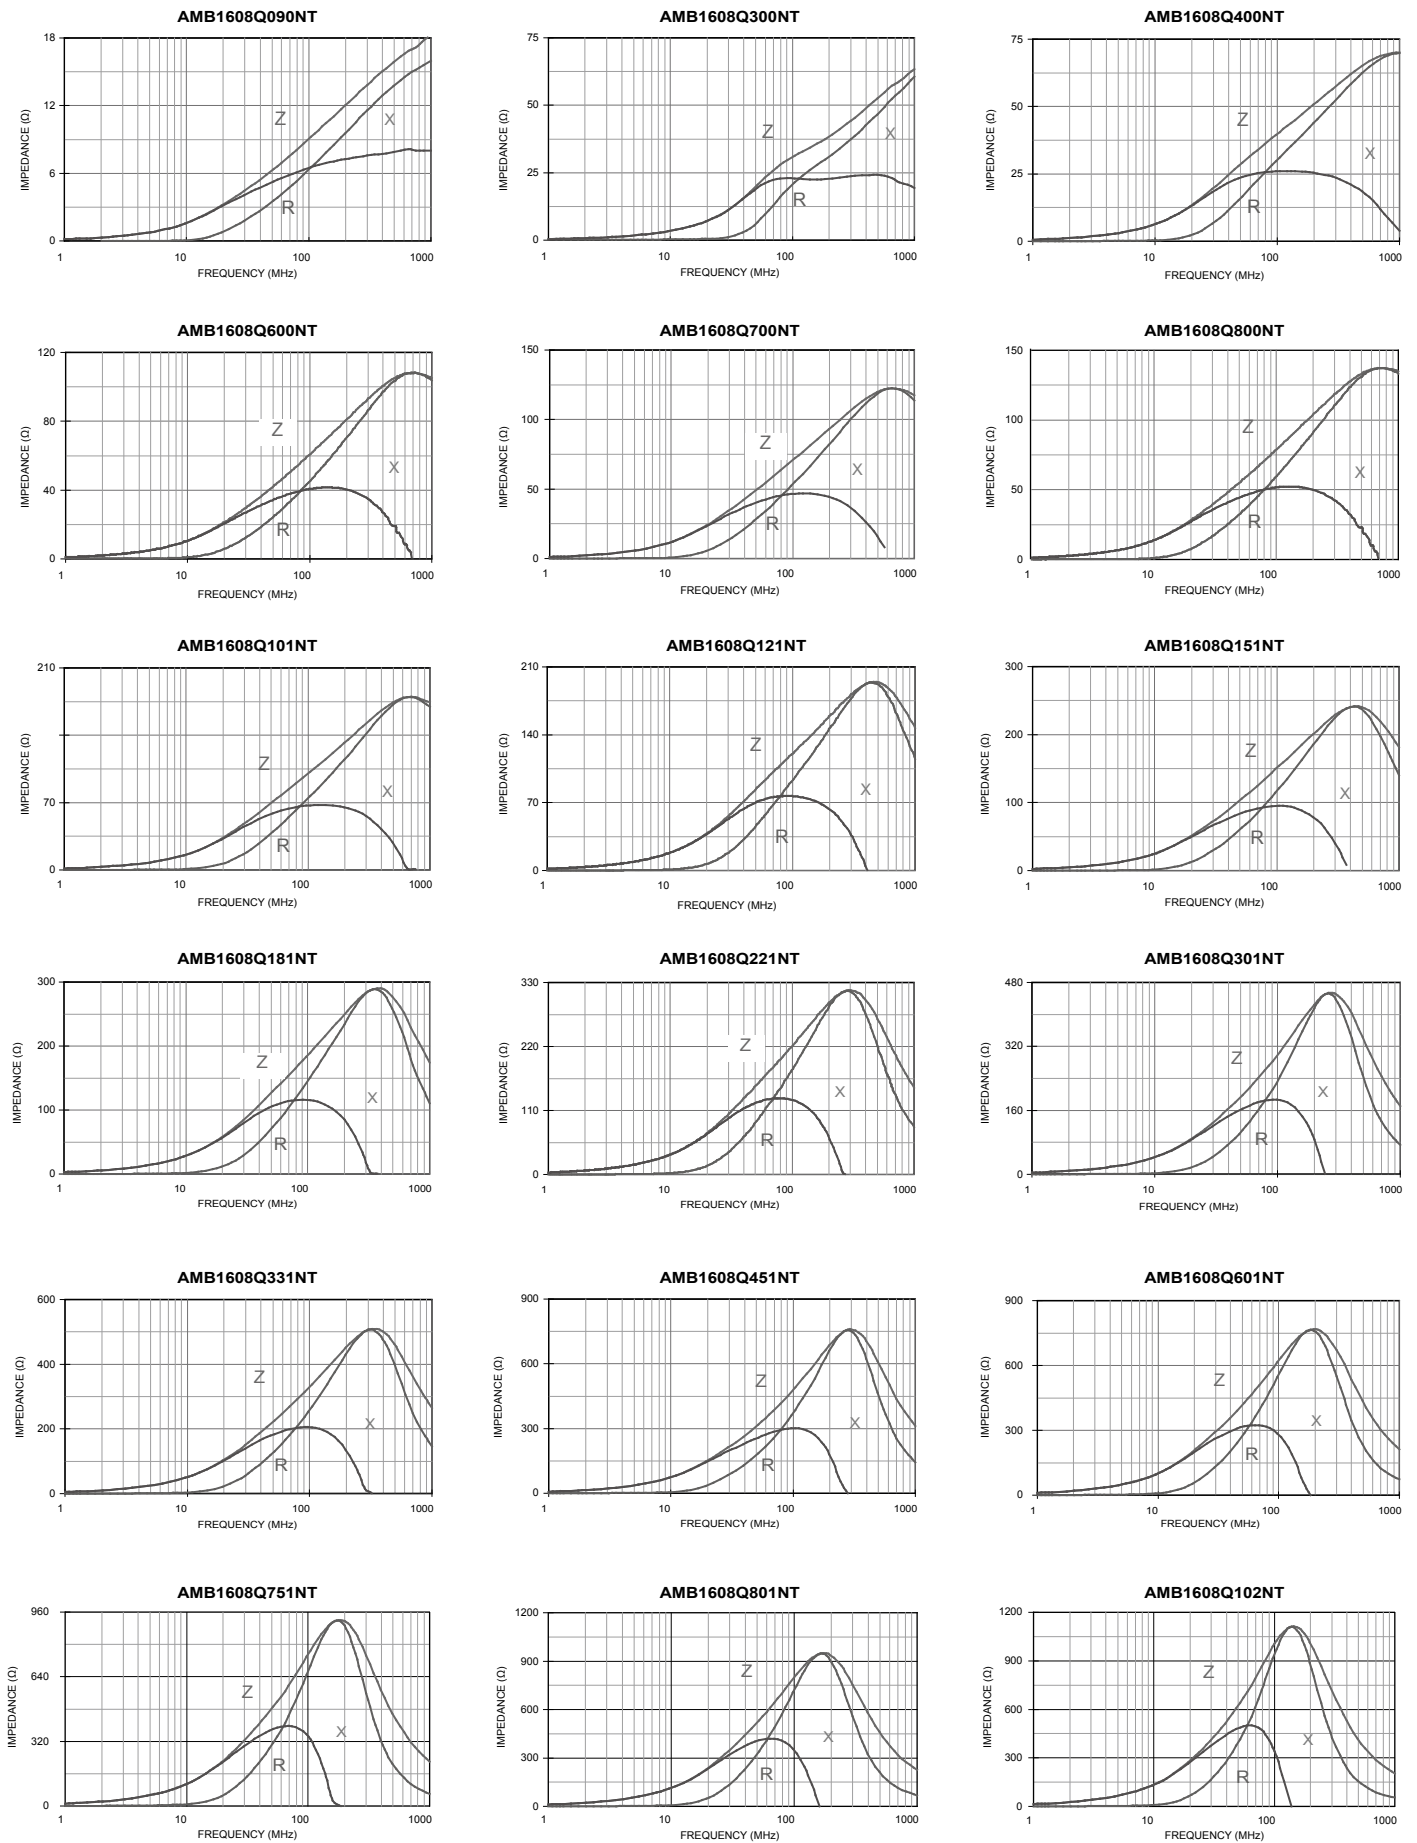 AMB1608Q090NT
AMB1608Q300NT
AMB1608Q400NT
IMPEDANCE (Ω)
18
12
6
0
Z
X
R
1 10 100 1000
FREQUENCY (MHz)
IMPEDANCE (Ω)
75
50
25
0
Z
X
R
1 10 100 1000
FREQUENCY (MHz)
IMPEDANCE (Ω)
75
50
25
0
Z
X
R
1 10 100 1000
FREQUENCY (MHz)
AMB1608Q600NT
AMB1608Q700NT
AMB1608Q800NT
IMPEDANCE (Ω)
120
80
40
0
Z
X
R
1 10 100 1000
FREQUENCY (MHz)
IMPEDANCE (Ω)
150
100
50
0
Z
X
R
1 10 100 1000
FREQUENCY (MHz)
IMPEDANCE (Ω)
150
100
50
0
Z
X
R
1 10 100 1000
FREQUENCY (MHz)
AMB1608Q101NT
AMB1608Q121NT
AMB1608Q151NT
IMPEDANCE (Ω)
210
70
0
Z
X
R
1 10 100 1000
FREQUENCY (MHz)
IMPEDANCE (Ω)
210
140
70
0
Z
X
R
1 10 100 1000
FREQUENCY (MHz)
IMPEDANCE (Ω)
300
200
100
0
Z
X
R
1 10 100 1000
FREQUENCY (MHz)
AMB1608Q181NT
AMB1608Q221NT
AMB1608Q301NT
IMPEDANCE (Ω)
300
200
100
0
Z
X
R
1 10 100 1000
FREQUENCY (MHz)
IMPEDANCE (Ω)
330
220
110
0
Z
X
R
1 10 100 1000
FREQUENCY (MHz)
IMPEDANCE (Ω)
480
320
160
0
Z
X
R
1 10 100 1000
FREQUENCY (MHz)
AMB1608Q331NT
AMB1608Q451NT
AMB1608Q601NT
IMPEDANCE (Ω)
600
400
200
0
Z
X
R
1 10 100 1000
FREQUENCY (MHz)
IMPEDANCE (Ω)
900
600
300
0
Z
X
R
1 10 100 1000
FREQUENCY (MHz)
IMPEDANCE (Ω)
900
600
300
0
Z
X
R
1 10 100 1000
FREQUENCY (MHz)
AMB1608Q751NT
AMB1608Q801NT
AMB1608Q102NT
IMPEDANCE (Ω)
960
640
320
0
Z
X
R
1 10 100 1000
FREQUENCY (MHz)
IMPEDANCE (Ω)
1200
900
600
300
0
Z
X
R
1 10 100 1000
FREQUENCY (MHz)
IMPEDANCE (Ω)
1200
900
600
300
0
Z
X
R
1 10 100 1000
FREQUENCY (MHz)